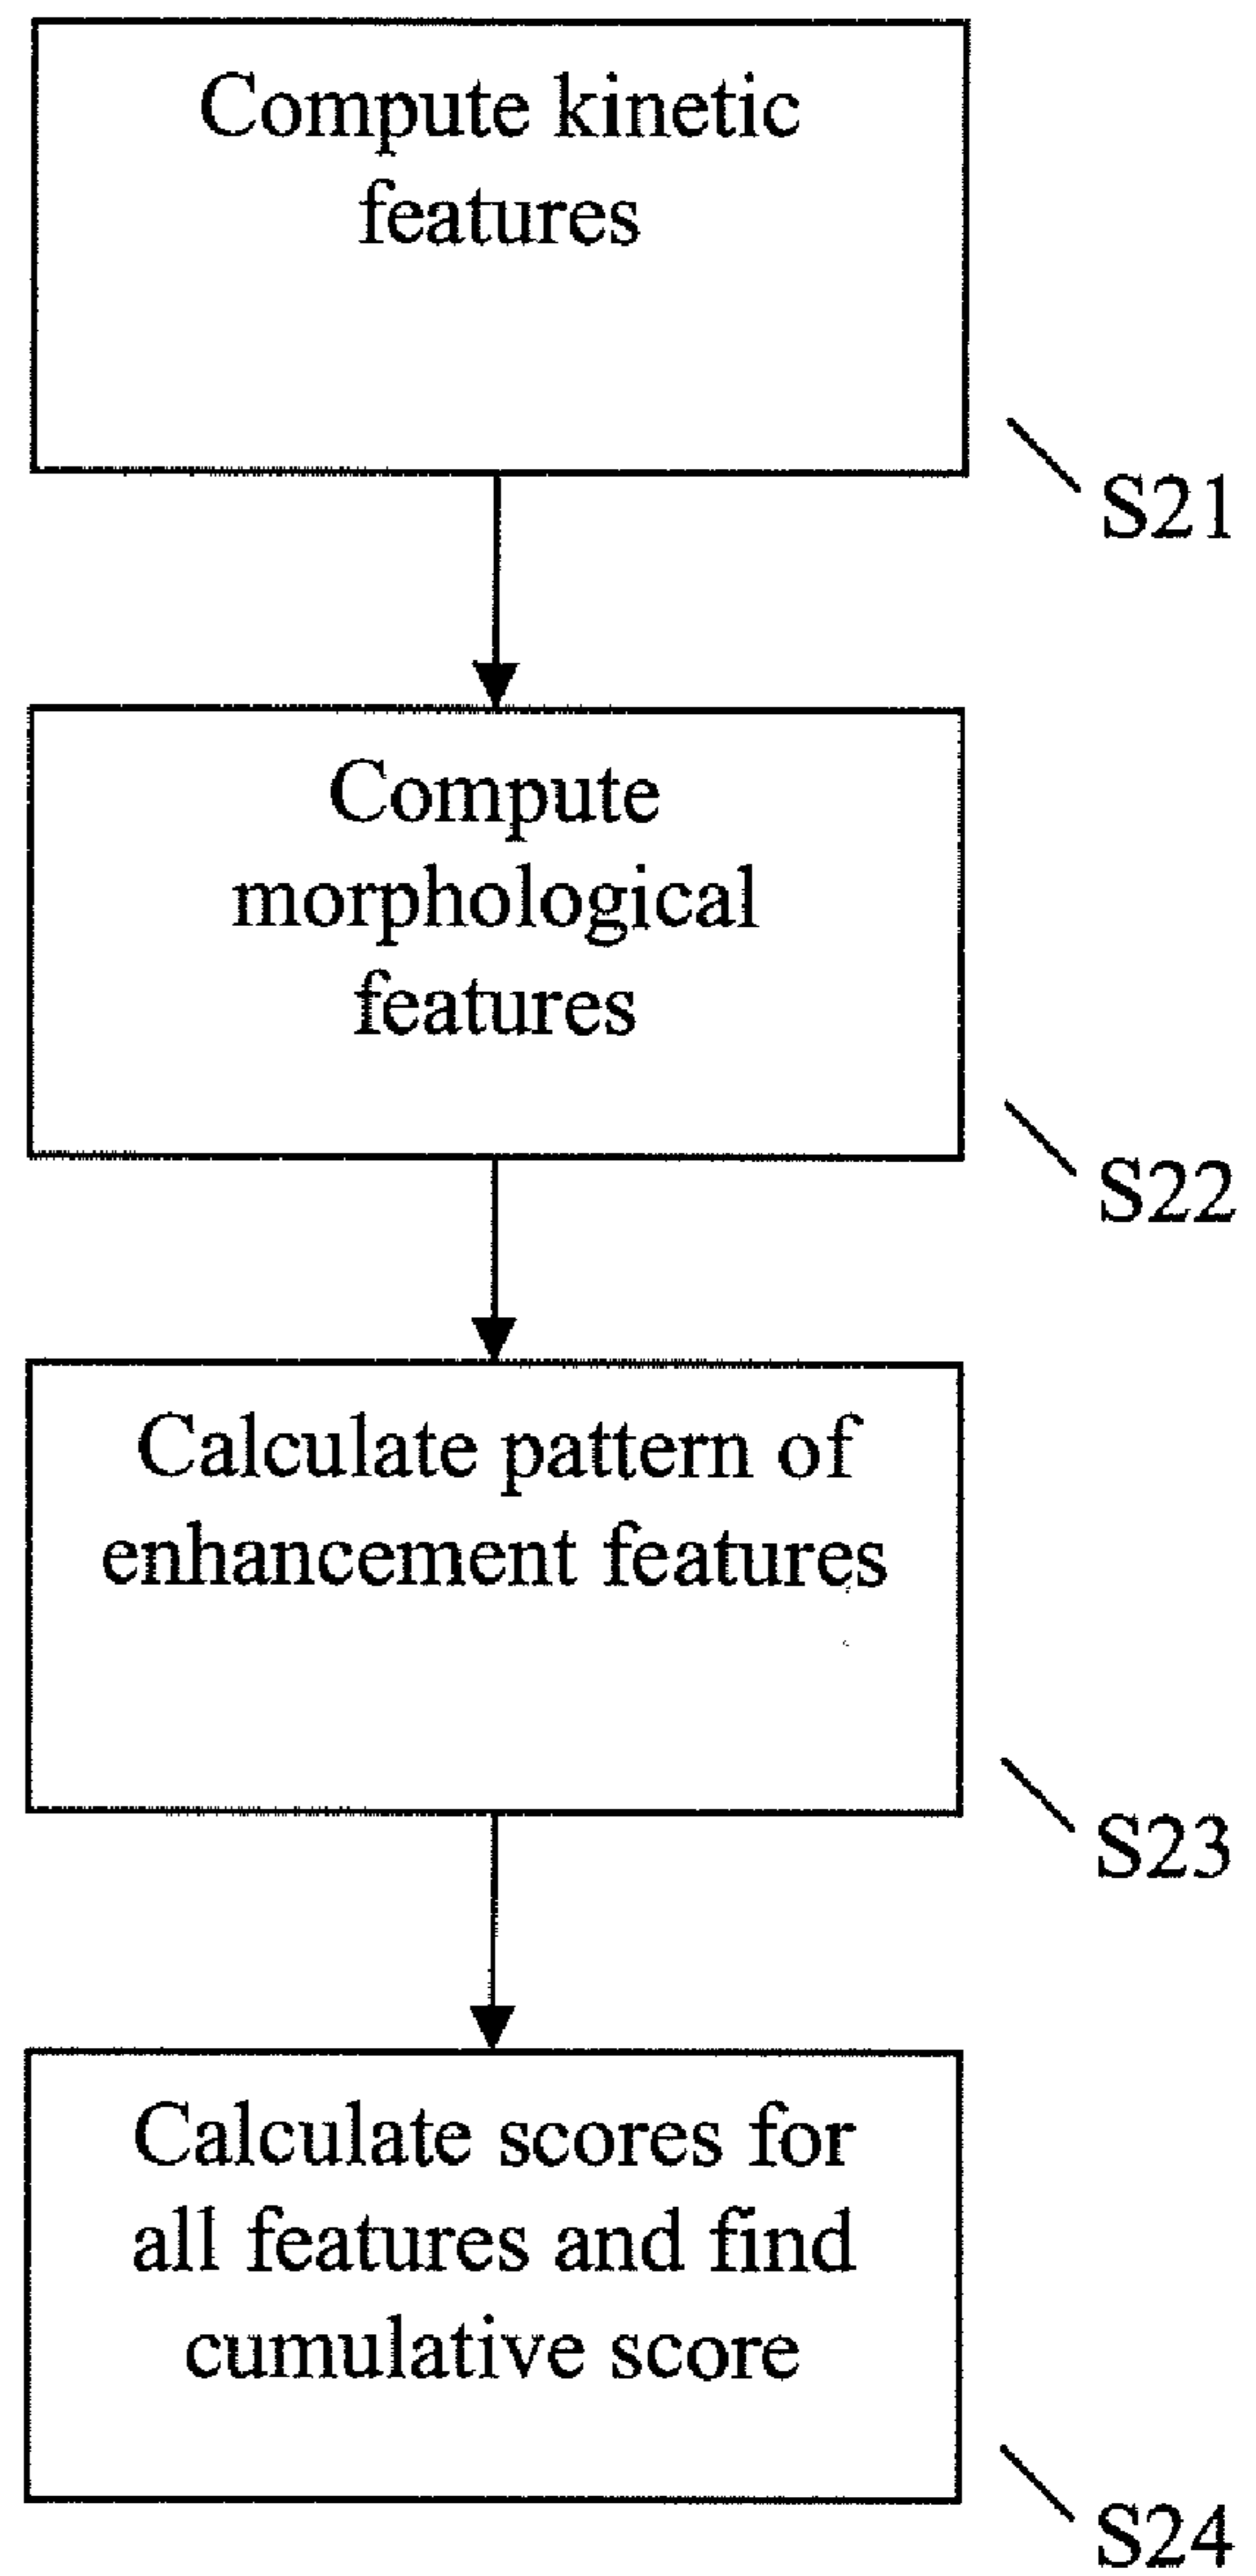 Compute kinetic
features
S21
Compute
morphological
features
S22
Calculate pattern of
enhancement features
S23
Calculate scores for
all features and find
cumulative score
S24